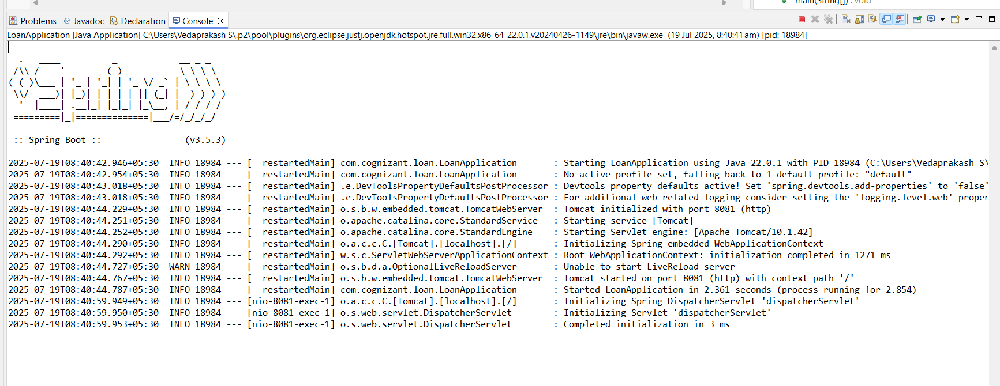 main(String[]) : void
Problems @ Javadoc Declaration Console
LoanApplication [Java Application] C:\Users\Vedaprakash S\.p2\pool\plugins\org.eclipse.justj.openjdk.hotspot.jre.full.win32.x86_64_22.0.1.v20240426-1149\jre\bin\javaw.exe (19 Jul 2025, 8:40:41 am) [pid: 18984]
  .   ____          _            __ _ _
 /\\ / ___'_ __ _ _(_)_ __  __ _ \ \ \ \
( ( )\___ | '_ | '_| | '_ \/ _` | \ \ \ \
 \\/  ___)| |_)| | | | | || (_| |  ) ) ) )
  '  |____| .__|_| |_|_| |_\__, | / / / /
 =========|_|==============|___/=/_/_/_/
 :: Spring Boot ::                (v3.5.3)
2025-07-19T08:40:42.946+05:30  INFO 18984 --- [  restartedMain] com.cognizant.loan.LoanApplication       : Starting LoanApplication using Java 22.0.1 with PID 18984 (C:\Users\Vedaprakash S\
2025-07-19T08:40:42.954+05:30  INFO 18984 --- [  restartedMain] com.cognizant.loan.LoanApplication       : No active profile set, falling back to 1 default profile: "default"
2025-07-19T08:40:43.018+05:30  INFO 18984 --- [  restartedMain] .e.DevToolsPropertyDefaultsPostProcessor : Devtools property defaults active! Set 'spring.devtools.add-properties' to 'false'
2025-07-19T08:40:43.018+05:30  INFO 18984 --- [  restartedMain] .e.DevToolsPropertyDefaultsPostProcessor : For additional web related logging consider setting the 'logging.level.web' proper
2025-07-19T08:40:44.229+05:30  INFO 18984 --- [  restartedMain] o.s.b.w.embedded.tomcat.TomcatWebServer  : Tomcat initialized with port 8081 (http)
2025-07-19T08:40:44.251+05:30  INFO 18984 --- [  restartedMain] o.apache.catalina.core.StandardService   : Starting service [Tomcat]
2025-07-19T08:40:44.252+05:30  INFO 18984 --- [  restartedMain] o.apache.catalina.core.StandardEngine    : Starting Servlet engine: [Apache Tomcat/10.1.42]
2025-07-19T08:40:44.290+05:30  INFO 18984 --- [  restartedMain] o.a.c.c.C.[Tomcat].[localhost].[/]       : Initializing Spring embedded WebApplicationContext
2025-07-19T08:40:44.292+05:30  INFO 18984 --- [  restartedMain] w.s.c.ServletWebServerApplicationContext : Root WebApplicationContext: initialization completed in 1271 ms
2025-07-19T08:40:44.727+05:30  WARN 18984 --- [  restartedMain] o.s.b.d.a.OptionalLiveReloadServer       : Unable to start LiveReload server
2025-07-19T08:40:44.767+05:30  INFO 18984 --- [  restartedMain] o.s.b.w.embedded.tomcat.TomcatWebServer  : Tomcat started on port 8081 (http) with context path '/'
2025-07-19T08:40:44.787+05:30  INFO 18984 --- [  restartedMain] com.cognizant.loan.LoanApplication       : Started LoanApplication in 2.361 seconds (process running for 2.854)
2025-07-19T08:40:59.949+05:30  INFO 18984 --- [nio-8081-exec-1] o.a.c.c.C.[Tomcat].[localhost].[/]       : Initializing Spring DispatcherServlet 'dispatcherServlet'
2025-07-19T08:40:59.950+05:30  INFO 18984 --- [nio-8081-exec-1] o.s.web.servlet.DispatcherServlet        : Initializing Servlet 'dispatcherServlet'
2025-07-19T08:40:59.953+05:30  INFO 18984 --- [nio-8081-exec-1] o.s.web.servlet.DispatcherServlet        : Completed initialization in 3 ms